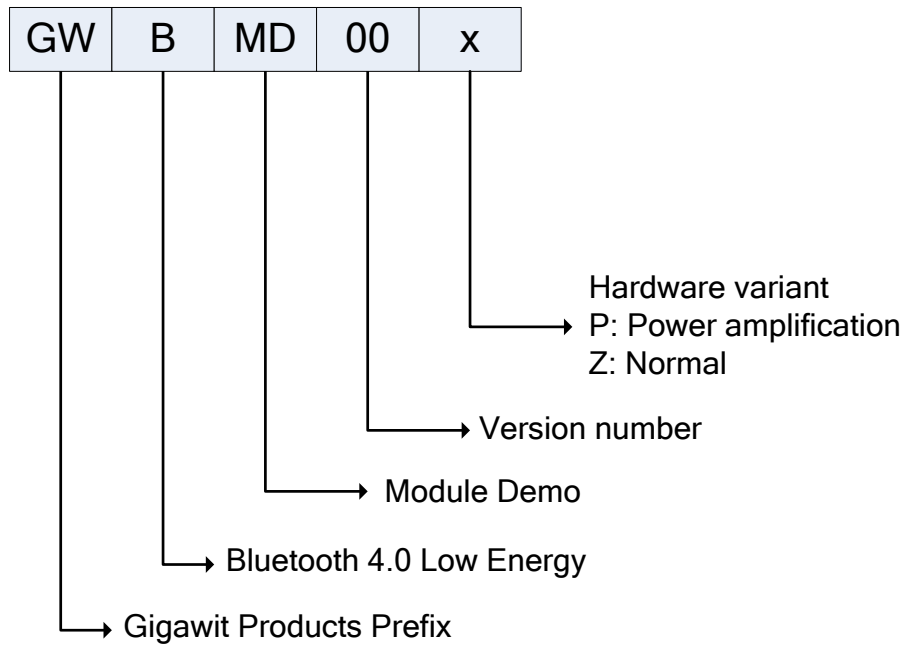 GW B MD 00 x
Hardware variant
P: Power amplification
Z: Normal
Version number
Module Demo
Bluetooth 4.0 Low Energy
Gigawit Products Prefix